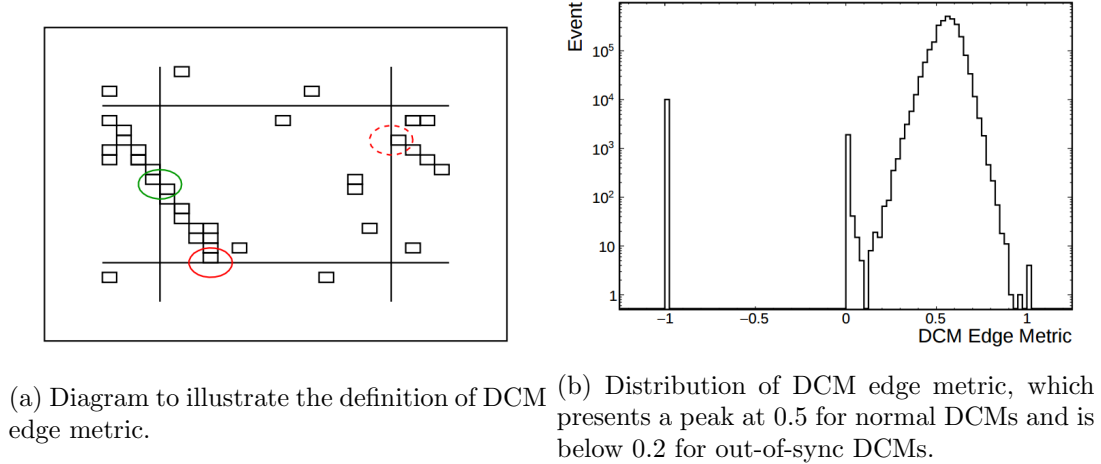 Event
10⁵
10⁴
10³
10²
10
1
−1 −0.5 0 0.5 1
DCM Edge Metric
(a) Diagram to illustrate the definition of DCM
edge metric.
(b) Distribution of DCM edge metric, which
presents a peak at 0.5 for normal DCMs and is
below 0.2 for out-of-sync DCMs.